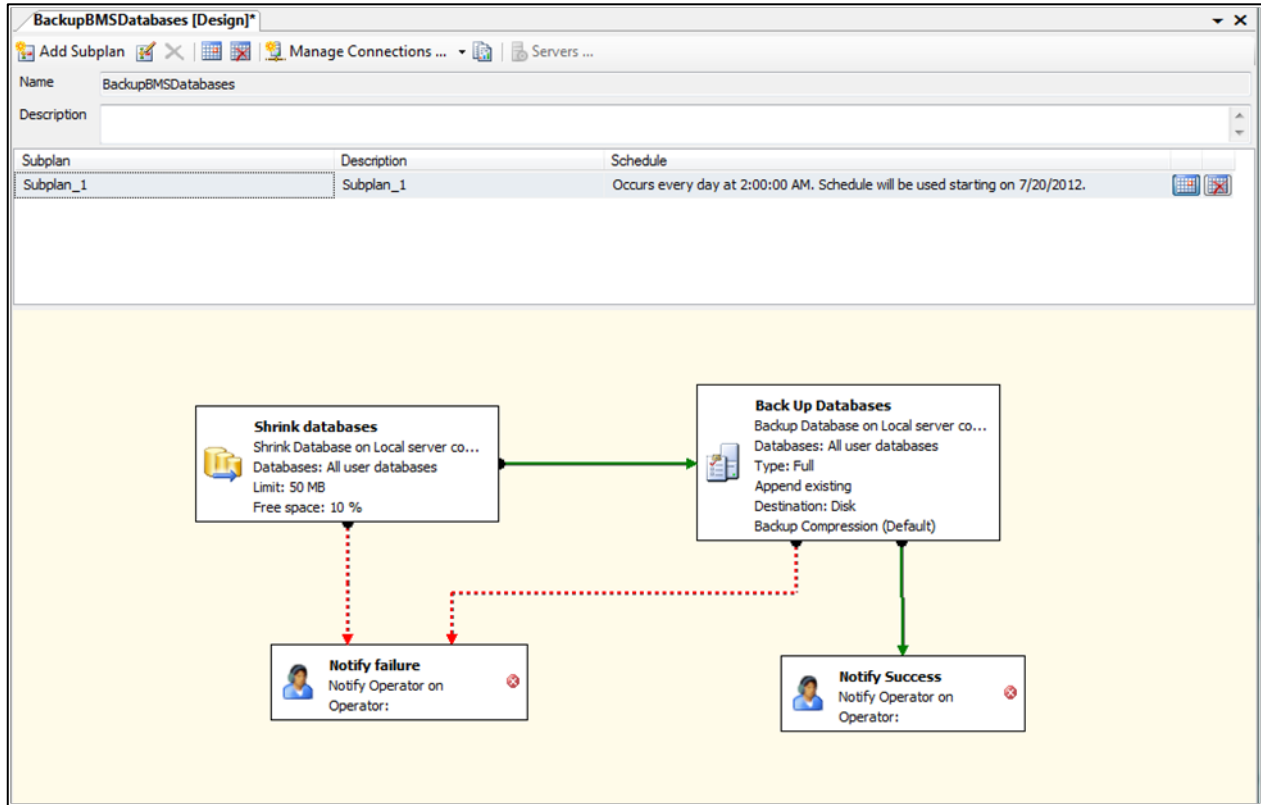 BackupBMSDatabases [Design]*
Add Subplan Manage Connections ... Servers ...
Name BackupBMSDatabases
Description
Subplan Description Schedule
Subplan_1 Subplan_1 Occurs every day at 2:00:00 AM. Schedule will be used starting on 7/20/2012.
Shrink databases
Shrink Database on Local server co...
Databases: All user databases
Limit: 50 MB
Free space: 10 %
Back Up Databases
Backup Database on Local server co...
Databases: All user databases
Type: Full
Append existing
Destination: Disk
Backup Compression (Default)
Notify failure
Notify Operator on
Operator:
Notify Success
Notify Operator on
Operator: